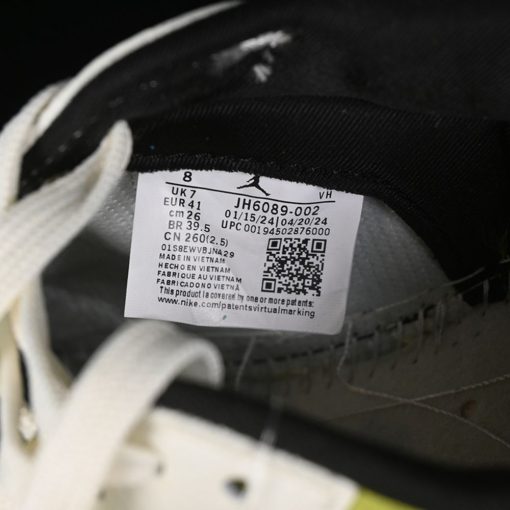 8 VH
UK 7 JH6089-002
EUR 41 01/15/24 04/20/24
cm 26 UPC 00194502876000
BR 39.5
CN 260(2.5)
01S8EWVBJNA29
MADE IN VIETNAM
HECHO EN VIETNAM
FABRIQUE AU VIETNAM
FABRICADO NO VIETNÃ
This product is covered by one or more patents:
www.nike.com/patentsvirtualmarking